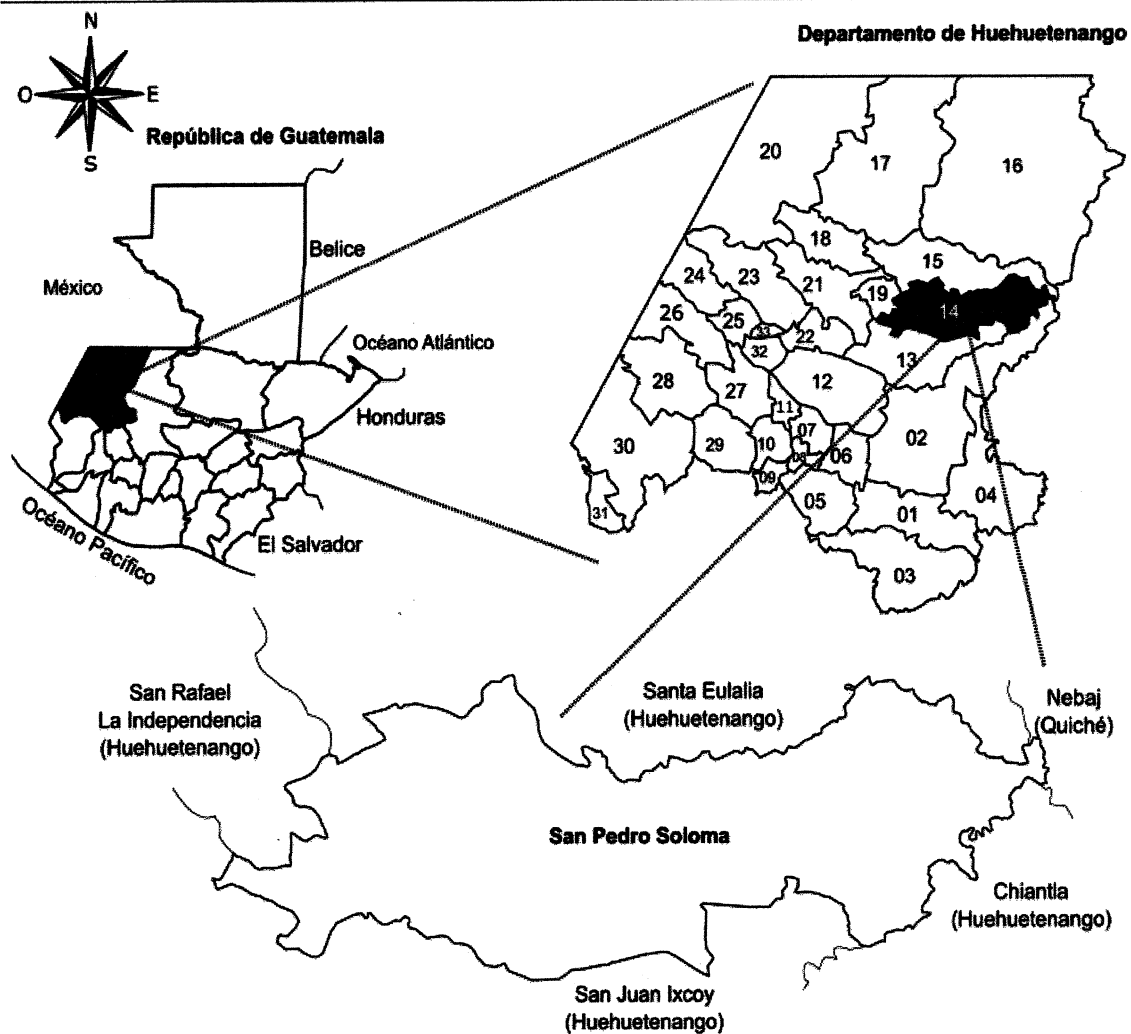 Departamento de Huehuetenango
N
O
E
S
República de Guatemala
Belice
México
Océano Atlántico
Honduras
El Salvador
Océano Pacífico
20
17
16
18
15
24
23
21
19
14
26
25
33
22
32
13
28
27
12
11
30
29
10
07
02
06
08
09
31
05
01
04
03
San Rafael
La Independencia
(Huehuetenango)
Santa Eulalia
(Huehuetenango)
Nebaj
(Quiché)
San Pedro Soloma
Chiantla
(Huehuetenango)
San Juan Ixcoy
(Huehuetenango)